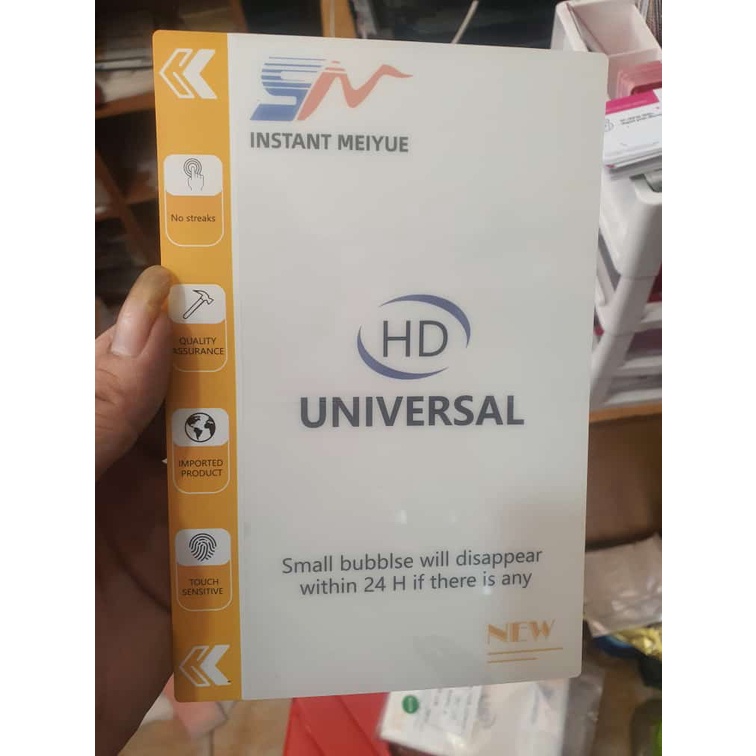 SM
INSTANT MEIYUE
No streaks
QUALITY
ASSURANCE
IMPORTED
PRODUCT
TOUCH
SENSITIVE
HD
UNIVERSAL
Small bubblse will disappear
within 24 H if there is any
NEW